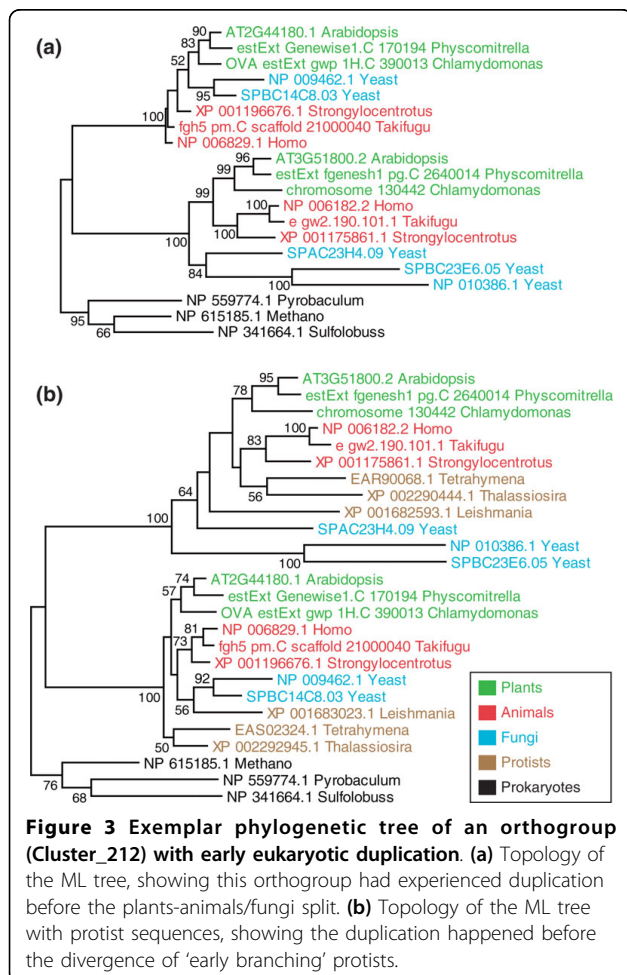 (a)
90
AT2G44180.1 Arabidopsis
83
estExt Genewise1.C 170194 Physcomitrella
52
OVA estExt gwp 1H.C 390013 Chlamydomonas
NP 009462.1 Yeast
95
SPBC14C8.03 Yeast
XP 001196676.1 Strongylocentrotus
100
fgh5 pm.C scaffold 21000040 Takifugu
NP 006829.1 Homo
96
AT3G51800.2 Arabidopsis
99
estExt fgenesh1 pg.C 2640014 Physcomitrella
chromosome 130442 Chlamydomonas
99
100
NP 006182.2 Homo
e gw2.190.101.1 Takifugu
100
XP 001175861.1 Strongylocentrotus
100
SPAC23H4.09 Yeast
84
SPBC23E6.05 Yeast
100
NP 010386.1 Yeast
NP 559774.1 Pyrobaculum
95
NP 615185.1 Methano
66
NP 341664.1 Sulfolobuss
(b)
95
AT3G51800.2 Arabidopsis
78
estExt fgenesh1 pg.C 2640014 Physcomitrella
chromosome 130442 Chlamydomonas
100
NP 006182.2 Homo
83
e gw2.190.101.1 Takifugu
XP 001175861.1 Strongylocentrotus
EAR90068.1 Tetrahymena
56
XP 002290444.1 Thalassiosira
64
XP 001682593.1 Leishmania
100
SPAC23H4.09 Yeast
NP 010386.1 Yeast
100
SPBC23E6.05 Yeast
74
AT2G44180.1 Arabidopsis
57
estExt Genewise1.C 170194 Physcomitrella
OVA estExt gwp 1H.C 390013 Chlamydomonas
81
NP 006829.1 Homo
73
fgh5 pm.C scaffold 21000040 Takifugu
XP 001196676.1 Strongylocentrotus
92
NP 009462.1 Yeast
100
SPBC14C8.03 Yeast
56
XP 001683023.1 Leishmania
EAS02324.1 Tetrahymena
50
XP 002292945.1 Thalassiosira
NP 615185.1 Methano
76
NP 559774.1 Pyrobaculum
68
NP 341664.1 Sulfolobuss
Plants
Animals
Fungi
Protists
Prokaryotes
Figure 3 Exemplar phylogenetic tree of an orthogroup
(Cluster_212) with early eukaryotic duplication. (a) Topology of
the ML tree, showing this orthogroup had experienced duplication
before the plants-animals/fungi split. (b) Topology of the ML tree
with protist sequences, showing the duplication happened before
the divergence of 'early branching' protists.